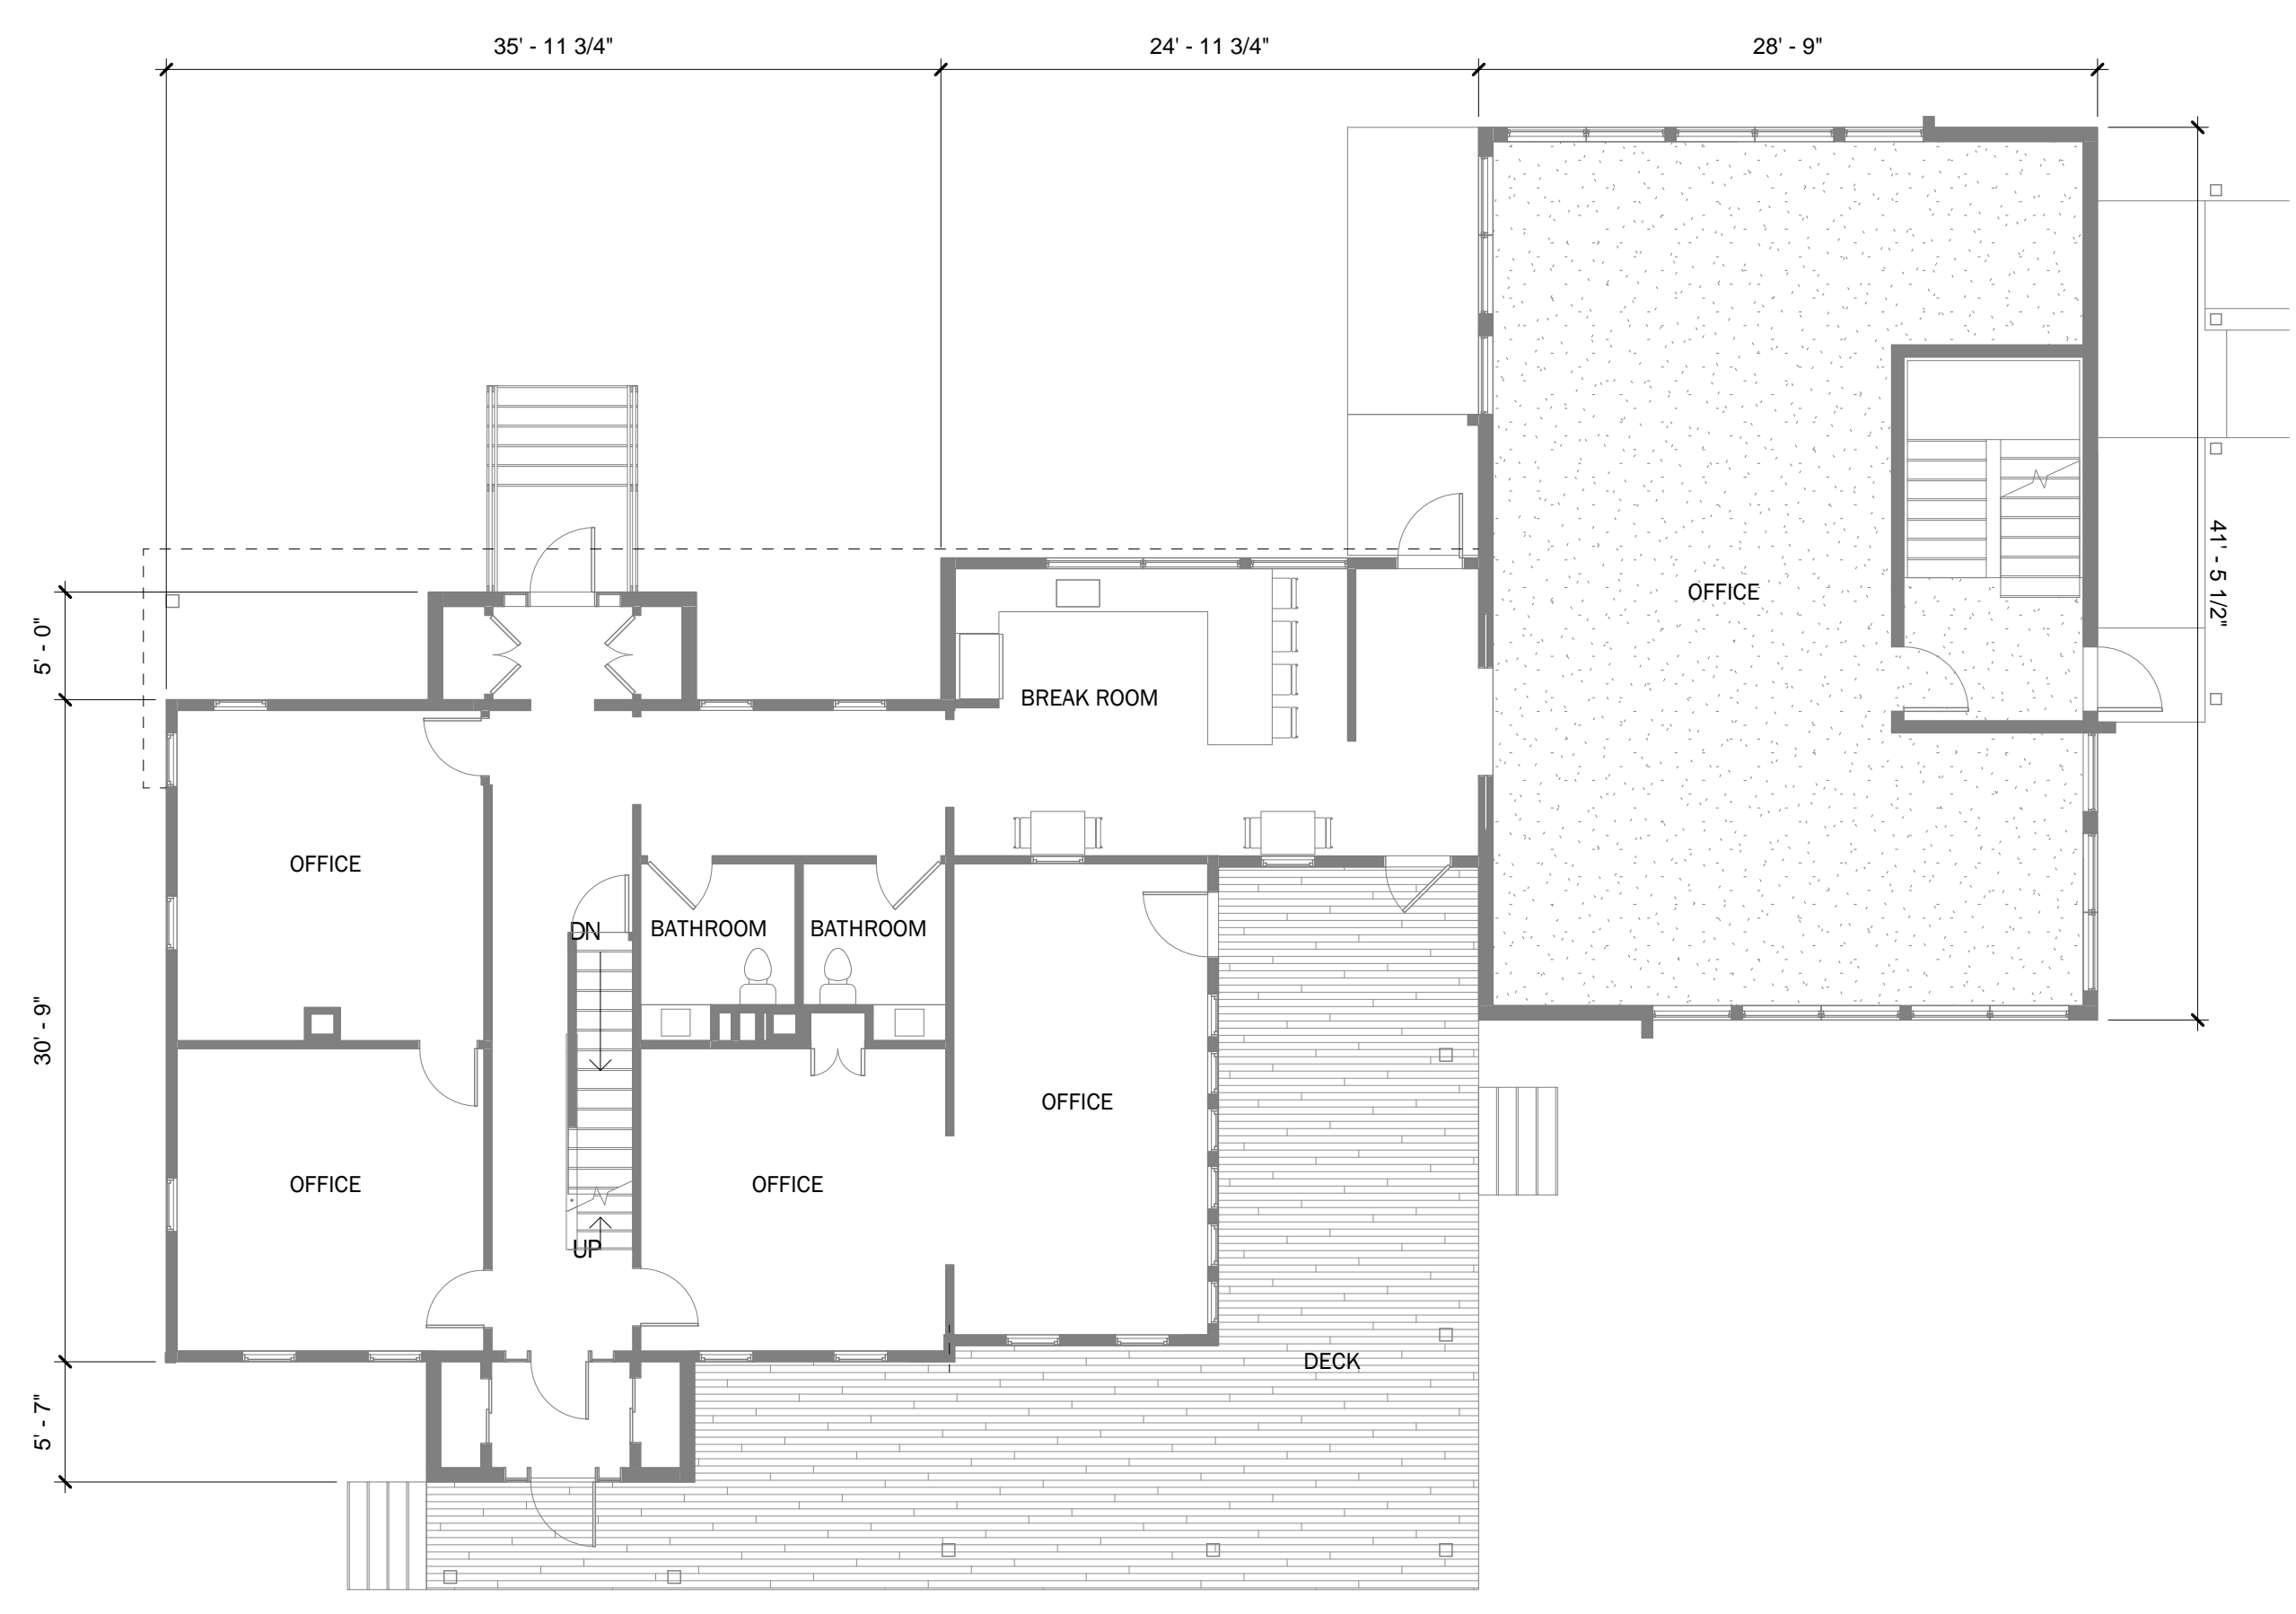 35' - 11 3/4"
24' - 11 3/4"
28' - 9"
41' - 5 1/2"
OFFICE
5' - 0"
BREAK ROOM
OFFICE
DN
BATHROOM
BATHROOM
30' - 9"
OFFICE
OFFICE
OFFICE
UP
DECK
5' - 7"